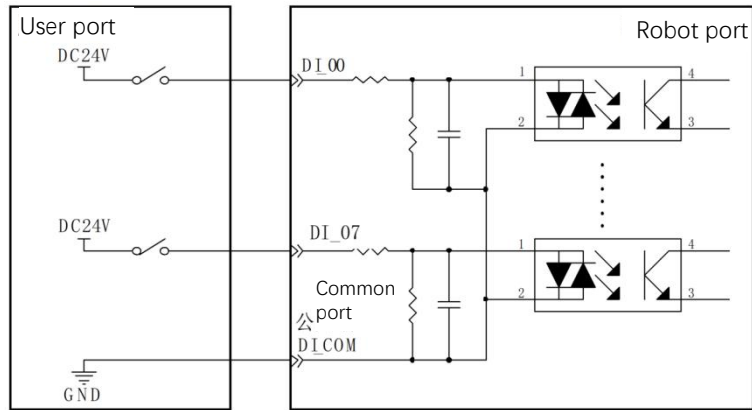 User port
Robot port
DC24V
DI_00
1
4
2
3
DC24V
DI_07
1
4
2
3
Common
port
公
DI_COM
GND